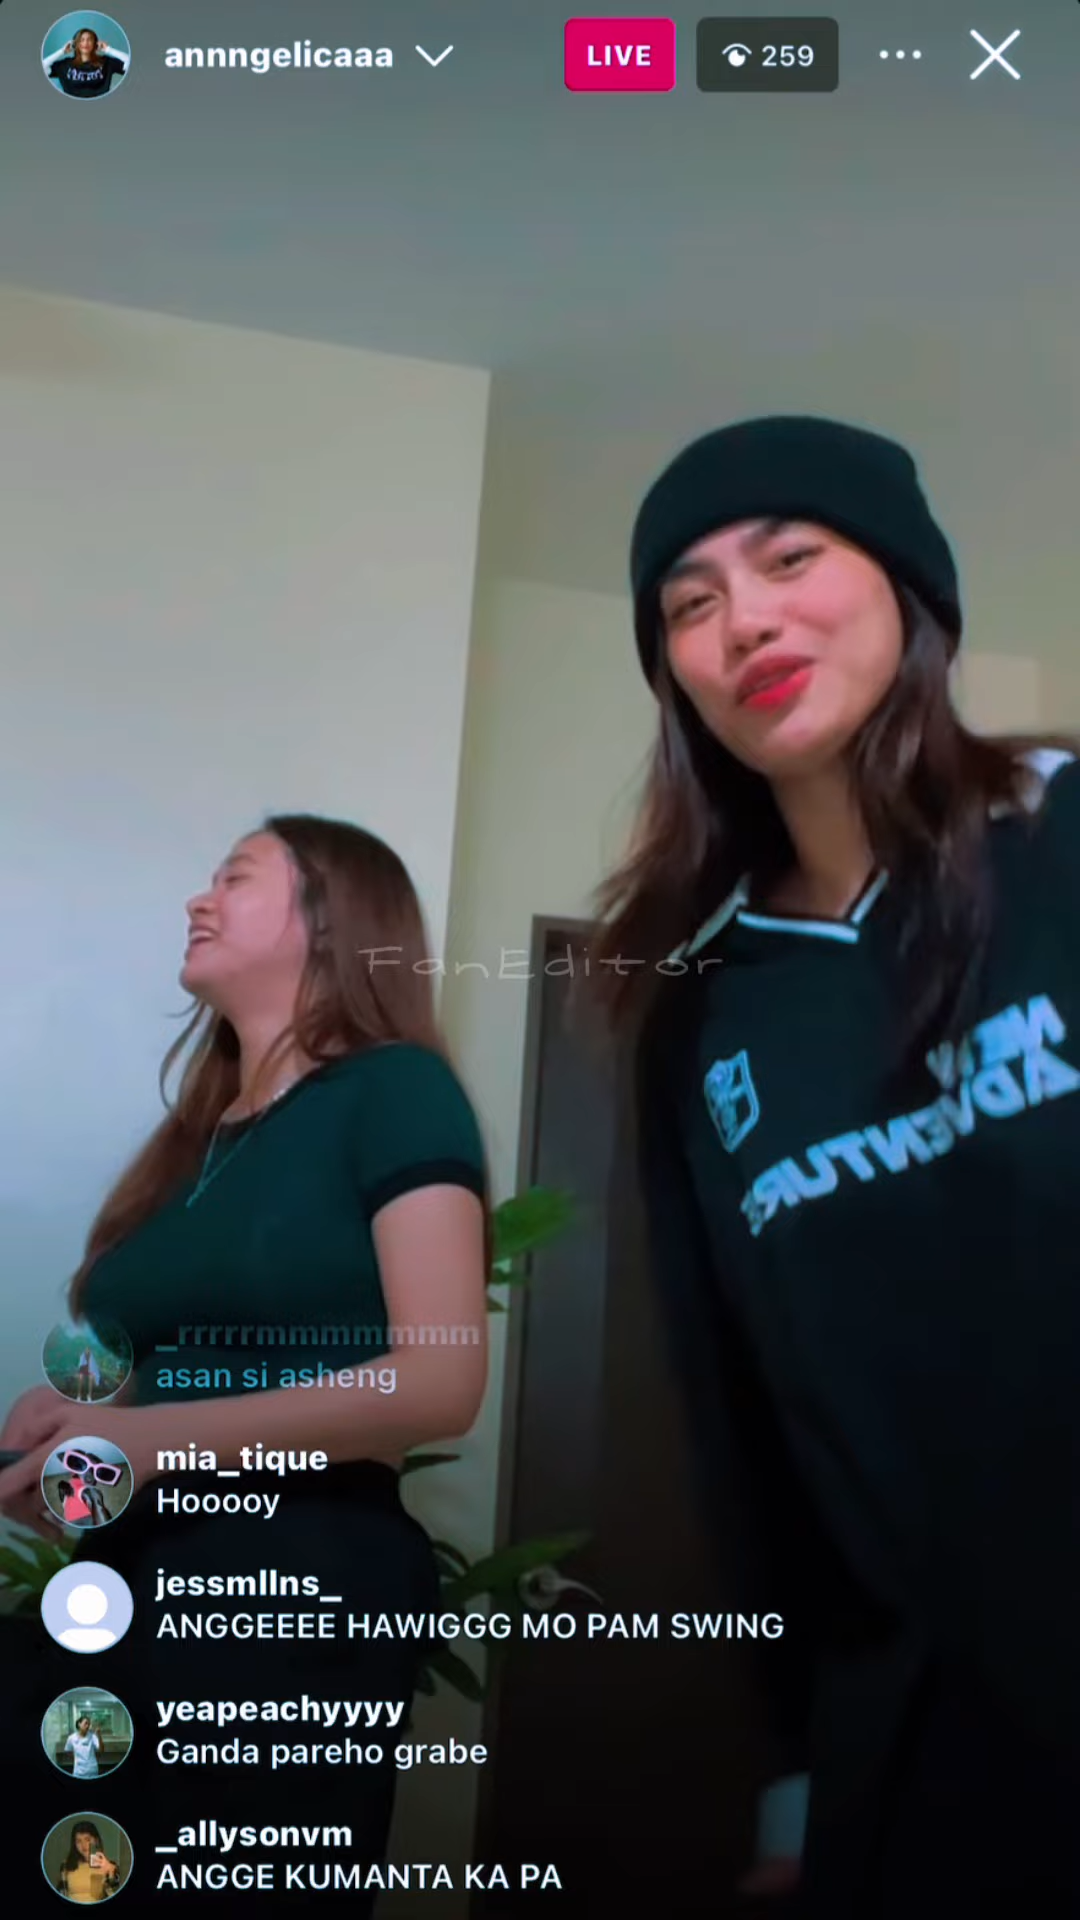 annngelicaaa
LIVE
259
FanEditor
NEW
ADVENTURE
_rrrrrmmmmmmm
asan si asheng
mia_tique
Hooooy
jessmllns_
ANGGEEEE HAWIGGG MO PAM SWING
yeapeachyyyy
Ganda pareho grabe
_allysonvm
ANGGE KUMANTA KA PA